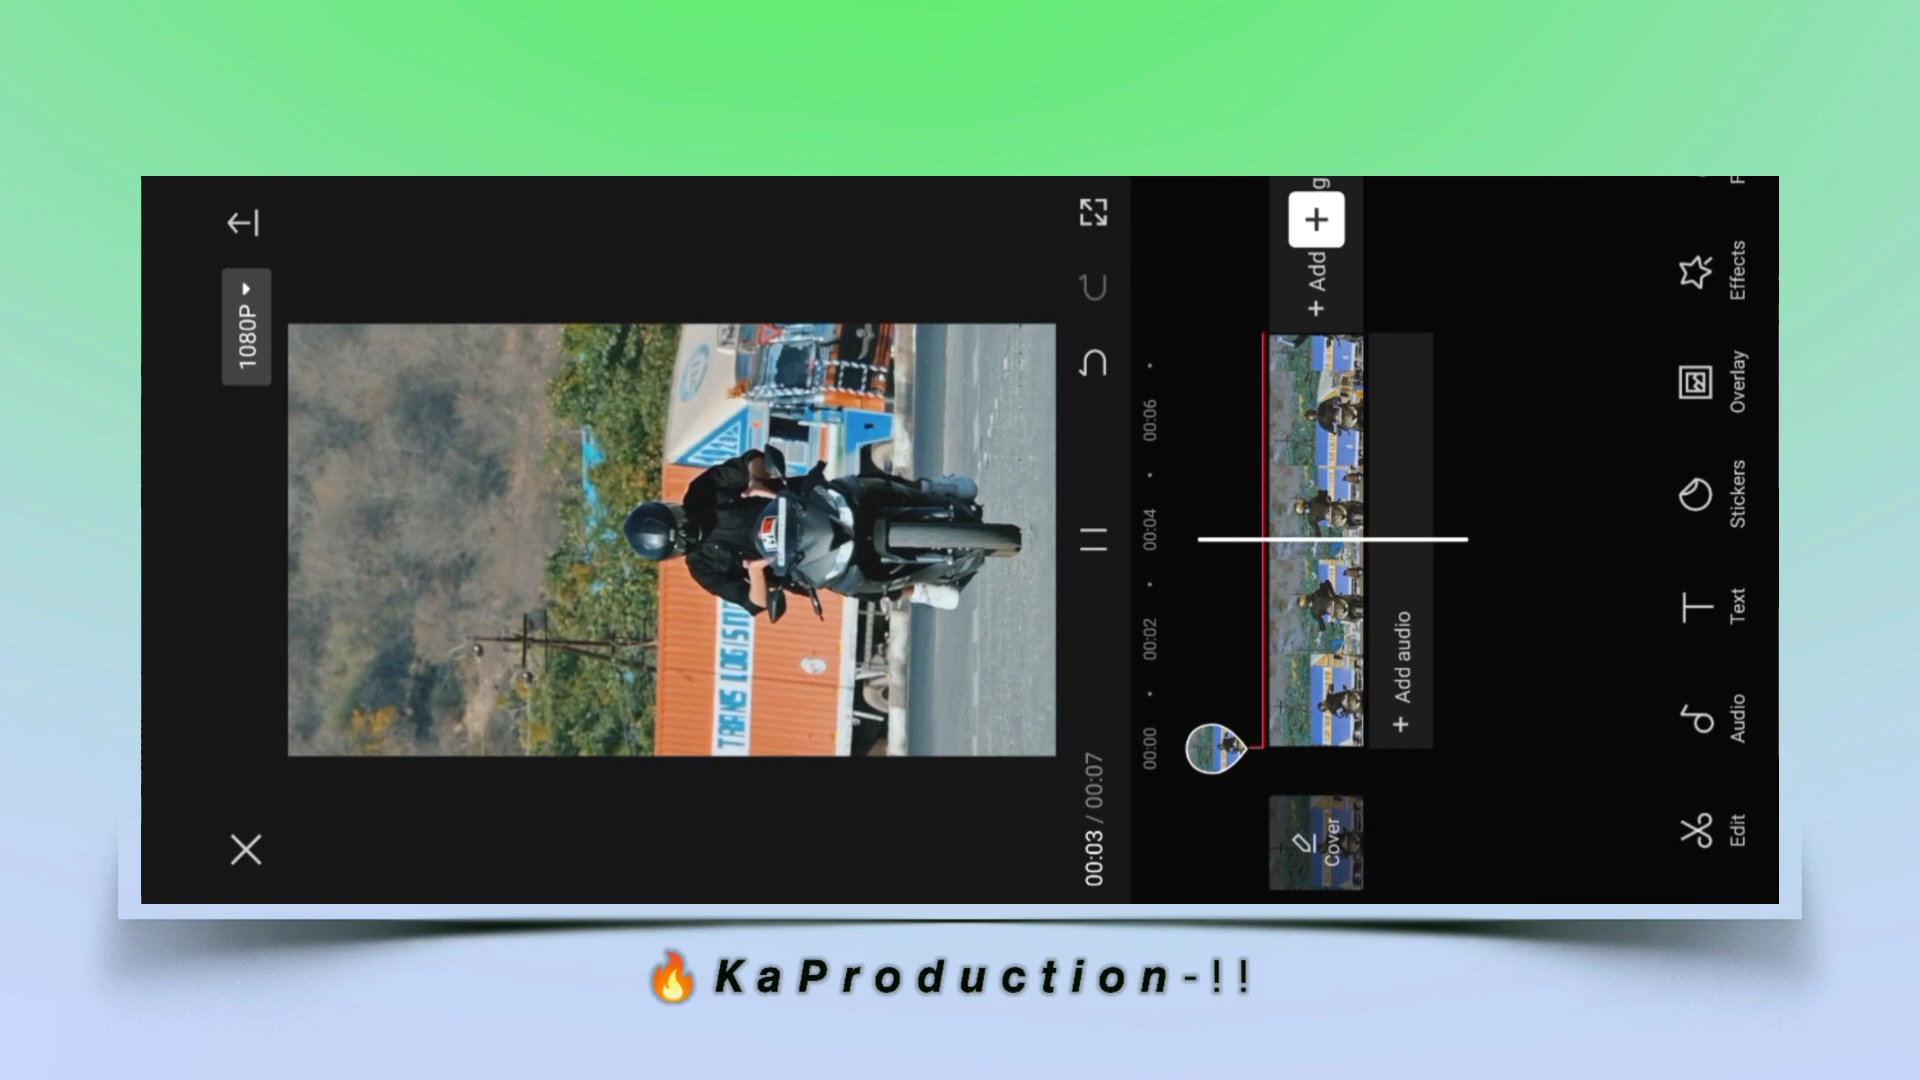 1080P
TRANS LOGISTI
00:03 / 00:07
00:00
00:02
00:04
00:06
Cover
+ Add
g
+ Add audio
Edit
Audio
Text
Stickers
Overlay
Effects
🔥 KaProduction-!!